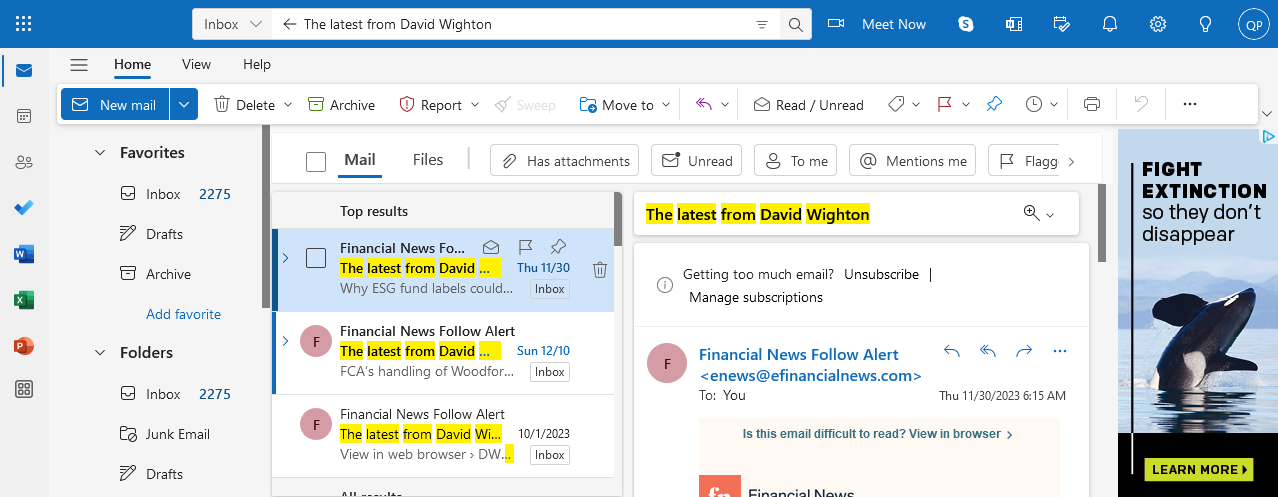 Inbox
The latest from David Wighton
Meet Now
QP
Home View Help
New mail Delete Archive Report Sweep Move to Read / Unread
Favorites
Inbox 2275
Drafts
Archive
Add favorite
Folders
Inbox 2275
Junk Email
Drafts
Mail Files Has attachments Unread To me Mentions me Flagge
Top results
Financial News Fo...
The latest from David ... Thu 11/30
Why ESG fund labels could... Inbox
F
Financial News Follow Alert
The latest from David ... Sun 12/10
FCA's handling of Woodfor... Inbox
F
Financial News Follow Alert
The latest from David Wi... 10/1/2023
View in web browser › DW... Inbox
All results
The latest from David Wighton
Getting too much email? Unsubscribe |
Manage subscriptions
F
Financial News Follow Alert
<enews@efinancialnews.com>
To: You Thu 11/30/2023 6:15 AM
Is this email difficult to read? View in browser >
fn Financial News
FIGHT
EXTINCTION
so they don't
disappear
LEARN MORE